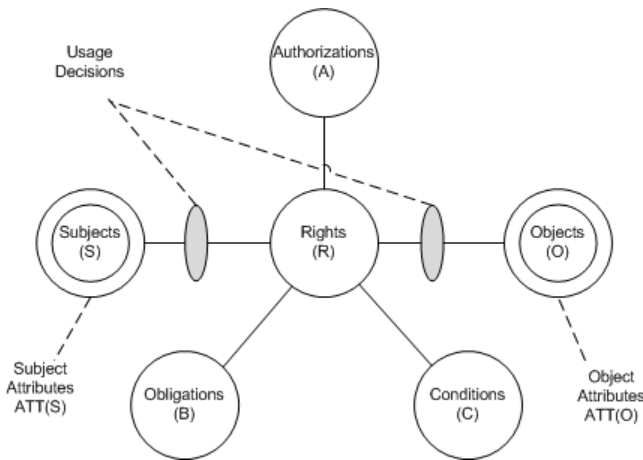 Usage
Decisions
Authorizations
(A)
Subjects
(S)
Rights
(R)
Objects
(O)
Subject
Attributes
ATT(S)
Obligations
(B)
Conditions
(C)
Object
Attributes
ATT(O)